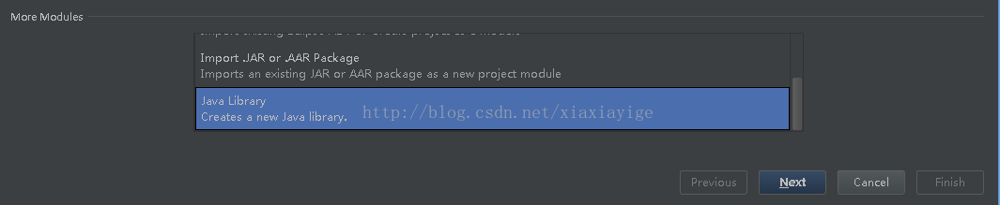 More Modules
Import .JAR or .AAR Package
Imports an existing JAR or AAR package as a new project module
Java Library
Creates a new Java library.
http://blog.csdn.net/xiaxiayige
Previous
Next
Cancel
Finish